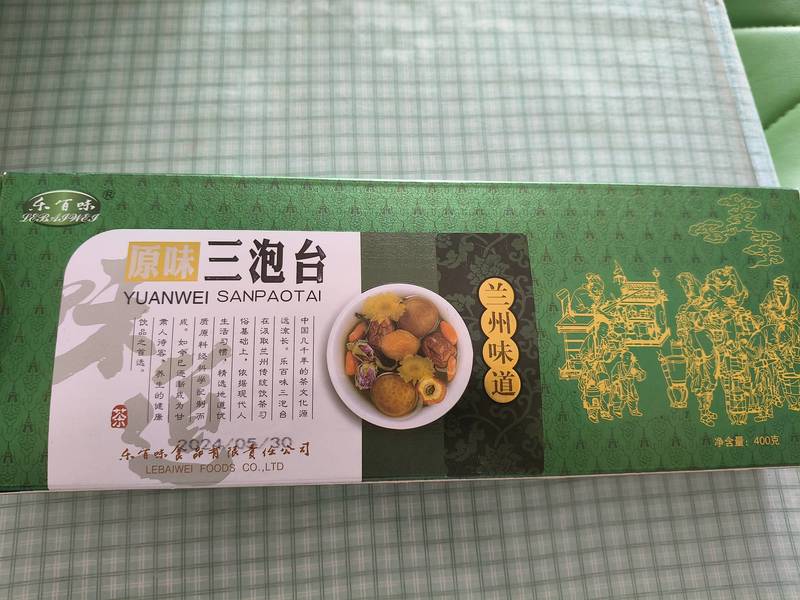 乐百味®
LEBAIWEI
原味三泡台
YUANWEI SANPAOTAI
中国几千年的茶文化源
远流长。乐百味三泡台
在汲取兰州传统饮茶习
俗基础上，依据现代人
生活习惯，精选地道优
质原料经科学配制而
成。如今已逐渐成为甘
肃人待客、养生的健康
饮品之首选。
味道
茶
2024/05/30
乐百味食品有限责任公司
LEBAIWEI FOODS CO.,LTD
兰州味道
净含量：400克